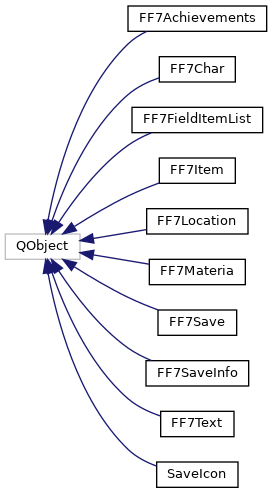 FF7Achievements
FF7Char
FF7FieldItemList
FF7Item
FF7Location
QObject
FF7Materia
FF7Save
FF7SaveInfo
FF7Text
SaveIcon